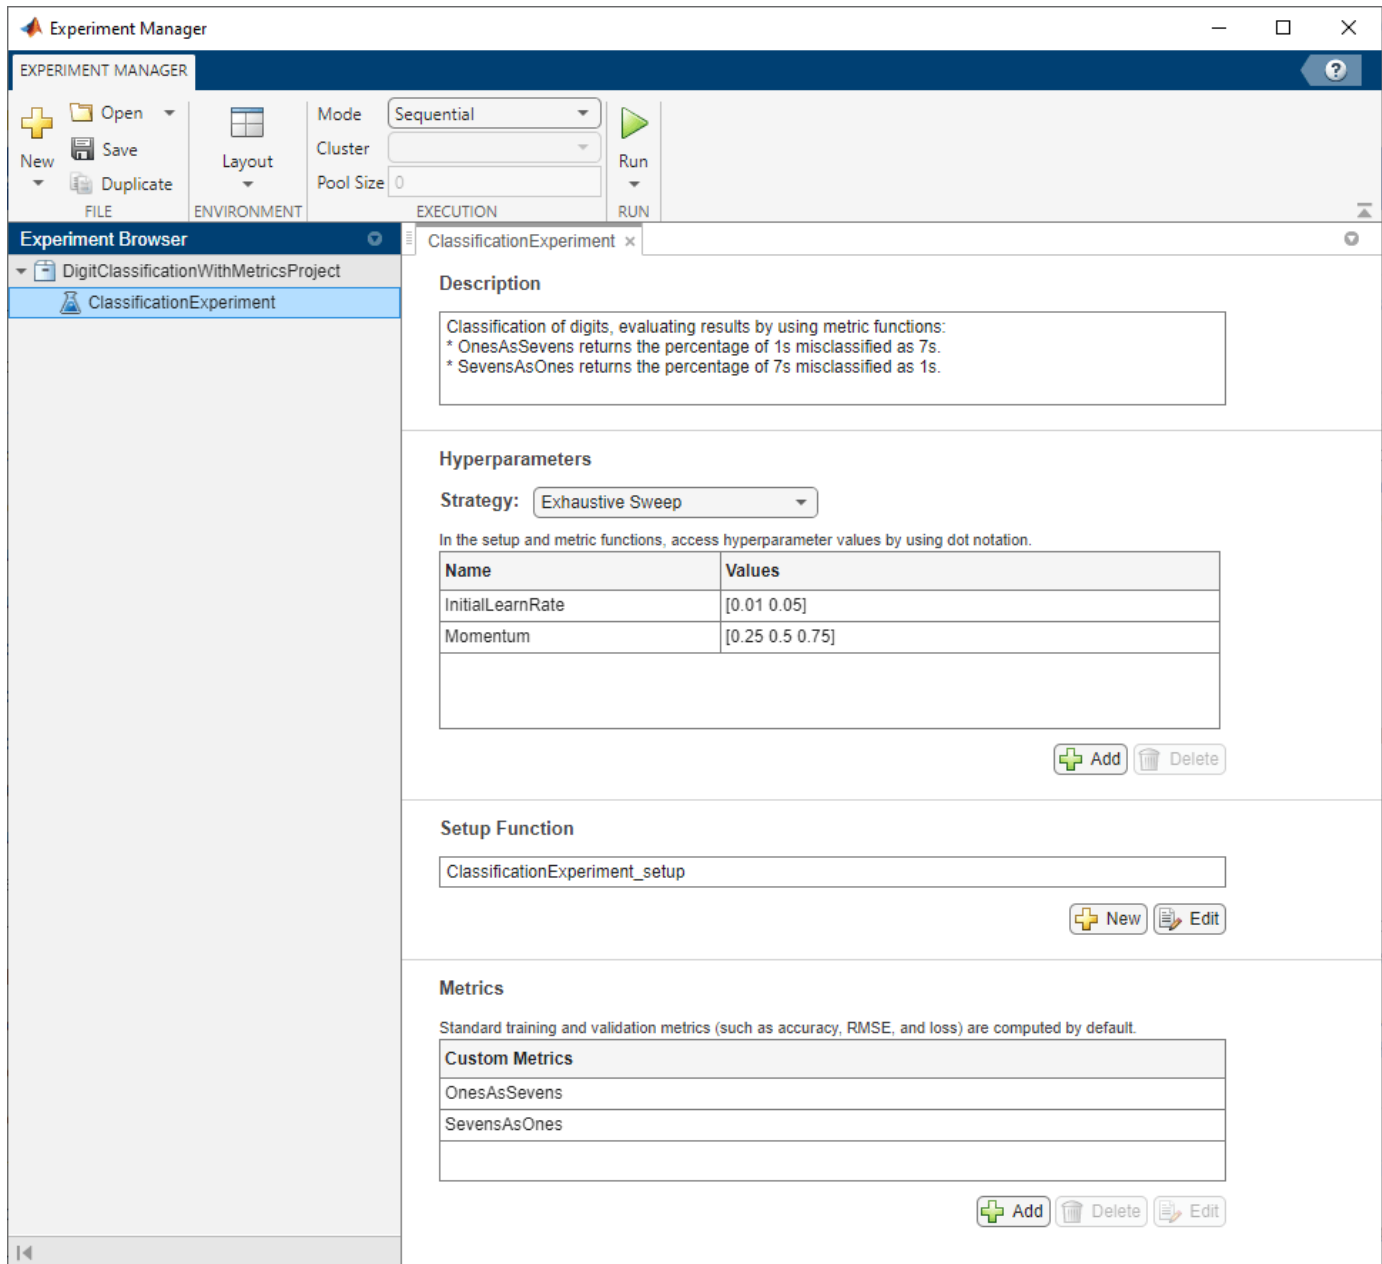 Experiment Manager
EXPERIMENT MANAGER
?
New
Open
Save
Duplicate
FILE
Layout
ENVIRONMENT
Mode Sequential
Cluster
Pool Size 0
EXECUTION
Run
RUN
Experiment Browser
DigitClassificationWithMetricsProject
ClassificationExperiment
ClassificationExperiment ×
Description
Classification of digits, evaluating results by using metric functions:
* OnesAsSevens returns the percentage of 1s misclassified as 7s.
* SevensAsOnes returns the percentage of 7s misclassified as 1s.
Hyperparameters
Strategy: Exhaustive Sweep
In the setup and metric functions, access hyperparameter values by using dot notation.
Name Values
InitialLearnRate [0.01 0.05]
Momentum [0.25 0.5 0.75]
Add Delete
Setup Function
ClassificationExperiment_setup
New Edit
Metrics
Standard training and validation metrics (such as accuracy, RMSE, and loss) are computed by default.
Custom Metrics
OnesAsSevens
SevensAsOnes
Add Delete Edit